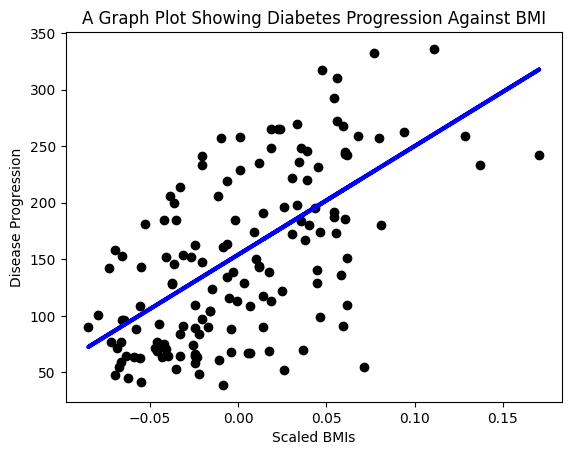 A Graph Plot Showing Diabetes Progression Against BMI
350
300
250
200
150
100
50
Disease Progression
−0.05 0.00 0.05 0.10 0.15
Scaled BMIs